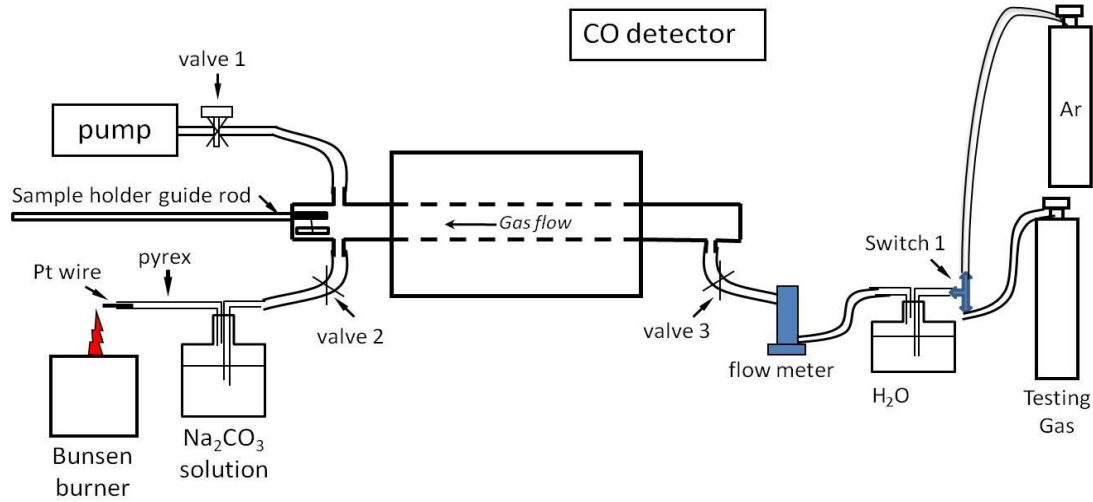 CO detector
valve 1
pump
Ar
Sample holder guide rod
Gas flow
Switch 1
Pt wire
pyrex
valve 2
valve 3
flow meter
H₂O
Testing
Gas
Na₂CO₃
solution
Bunsen
burner